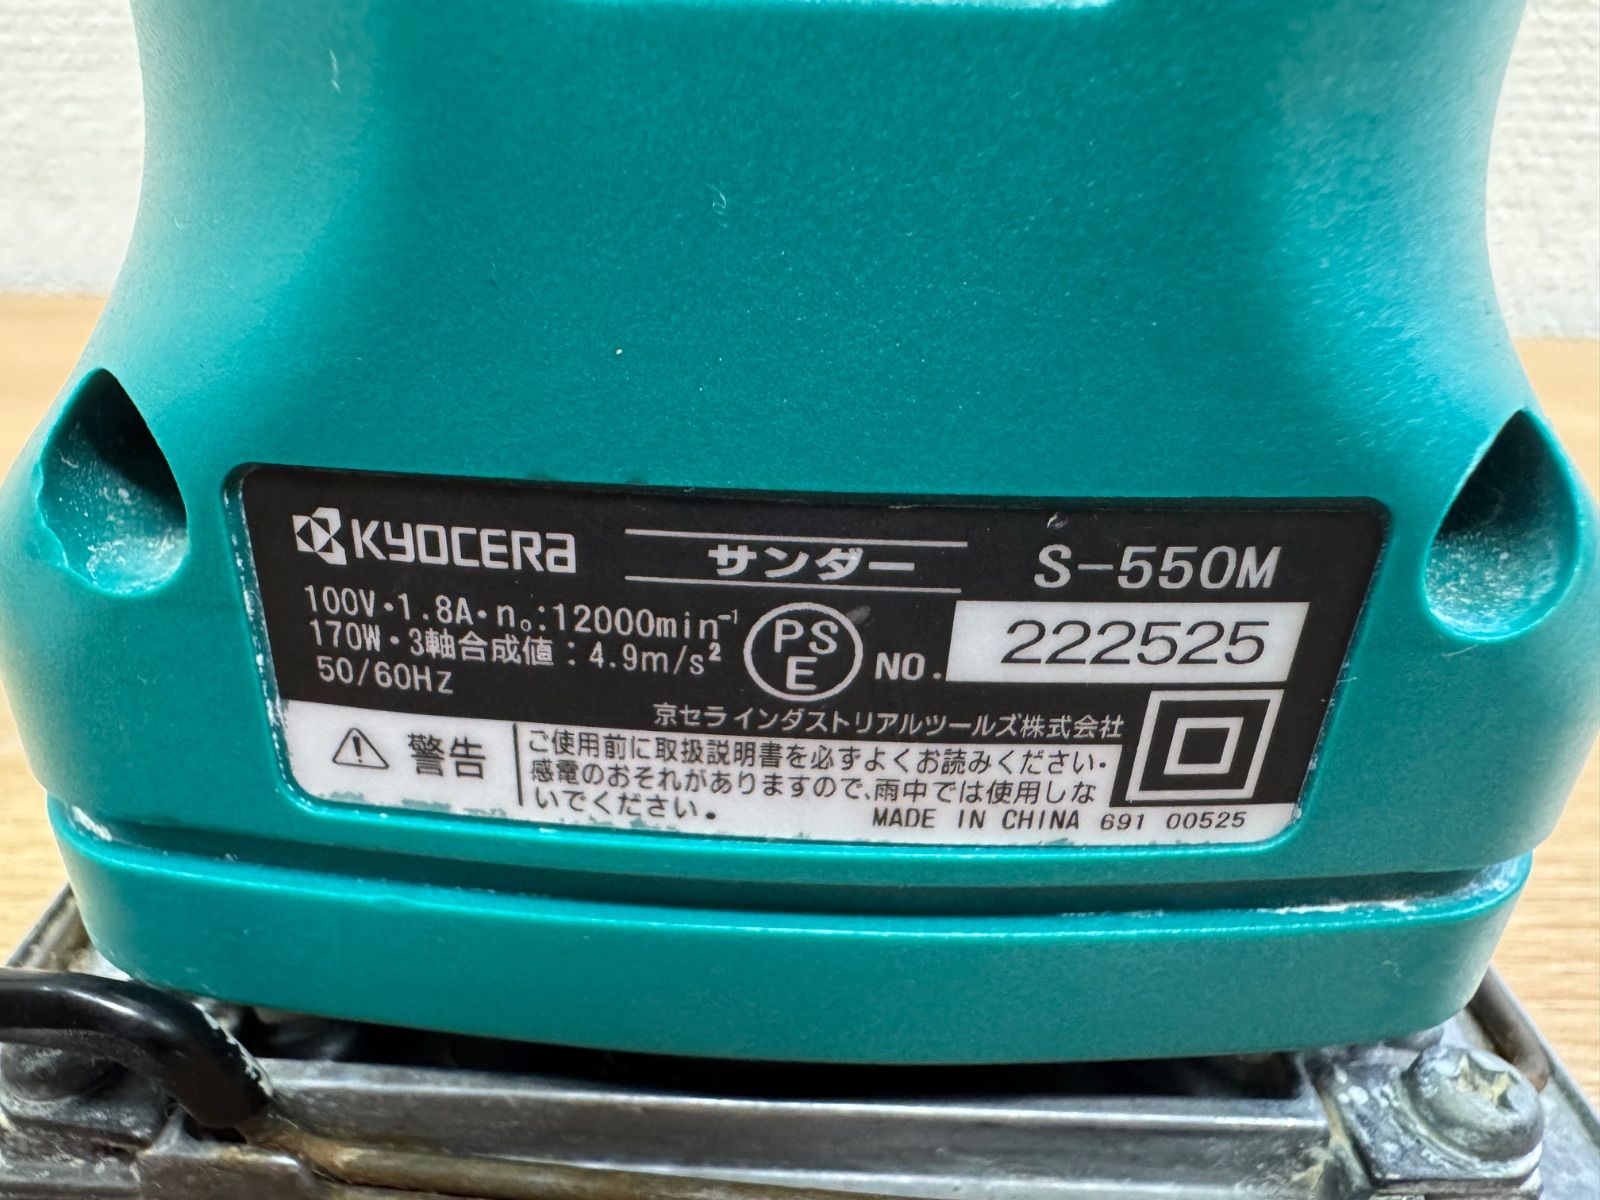 KYOCERA サンダー S-550M
100V・1.8A・n₀:12000min⁻¹
170W・3軸合成値：4.9m/s²
50/60Hz
PS
E
NO. 222525
京セラ インダストリアルツールズ株式会社
警告
ご使用前に取扱説明書を必ずよくお読みください・
感電のおそれがありますので、雨中では使用しな
いでください。
MADE IN CHINA 691 00525